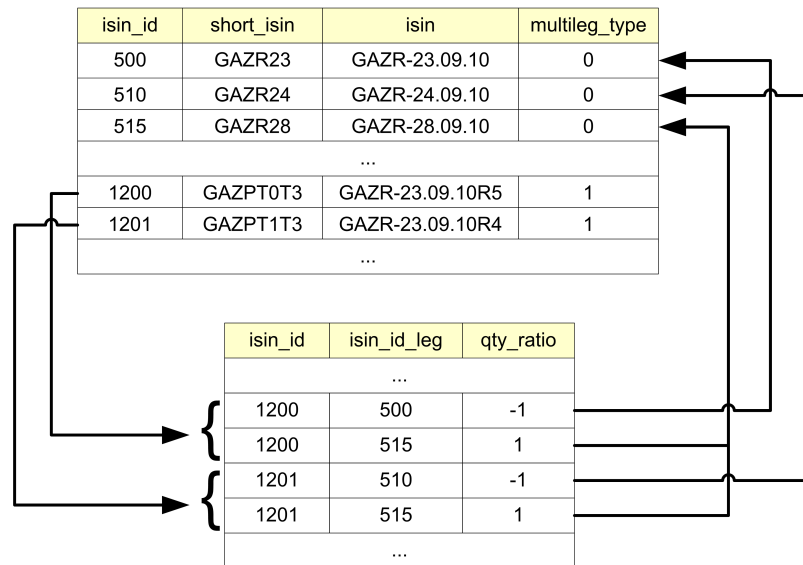 isin_id short_isin isin multileg_type
500 GAZR23 GAZR-23.09.10 0
510 GAZR24 GAZR-24.09.10 0
515 GAZR28 GAZR-28.09.10 0
...
1200 GAZPT0T3 GAZR-23.09.10R5 1
1201 GAZPT1T3 GAZR-23.09.10R4 1
...
isin_id isin_id_leg qty_ratio
...
1200 500 -1
1200 515 1
1201 510 -1
1201 515 1
...